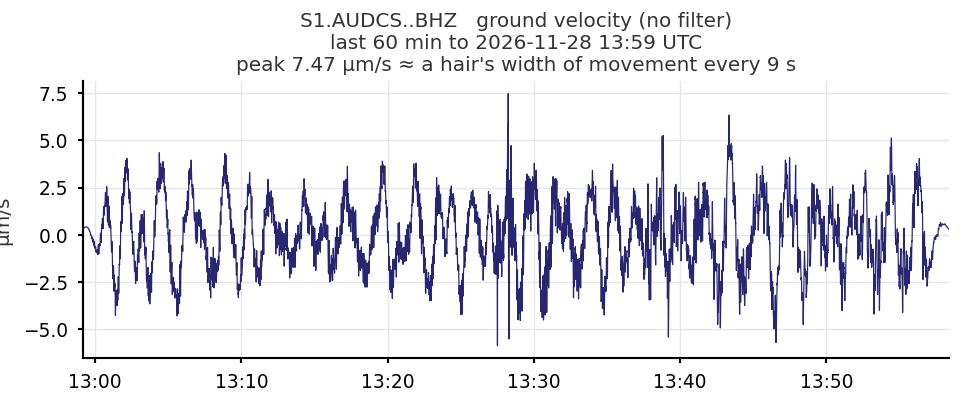 S1.AUDCS..BHZ   ground velocity (no filter)
last 60 min to 2026-11-28 13:59 UTC
peak 7.47 µm/s ≈ a hair's width of movement every 9 s
µm/s
7.5
5.0
2.5
0.0
−2.5
−5.0
13:00 13:10 13:20 13:30 13:40 13:50